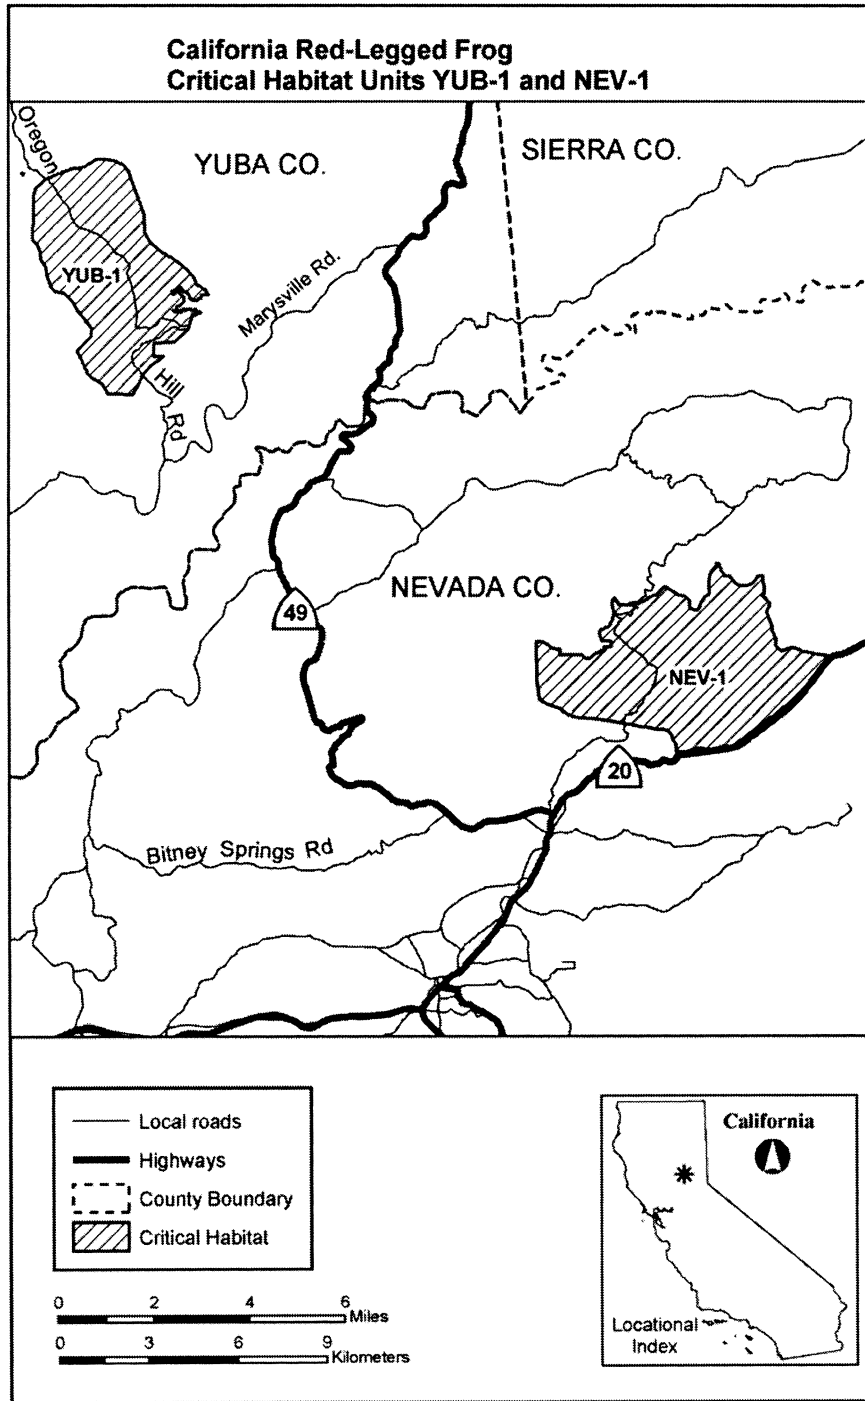 California Red-Legged Frog
Critical Habitat Units YUB-1 and NEV-1
Oregon
YUBA CO.
SIERRA CO.
YUB-1
Marysville Rd.
Hill
Rd
NEVADA CO.
49
NEV-1
20
Bitney Springs Rd
Local roads
Highways
County Boundary
Critical Habitat
0 2 4 6
Miles
0 3 6 9
Kilometers
California
Locational
Index